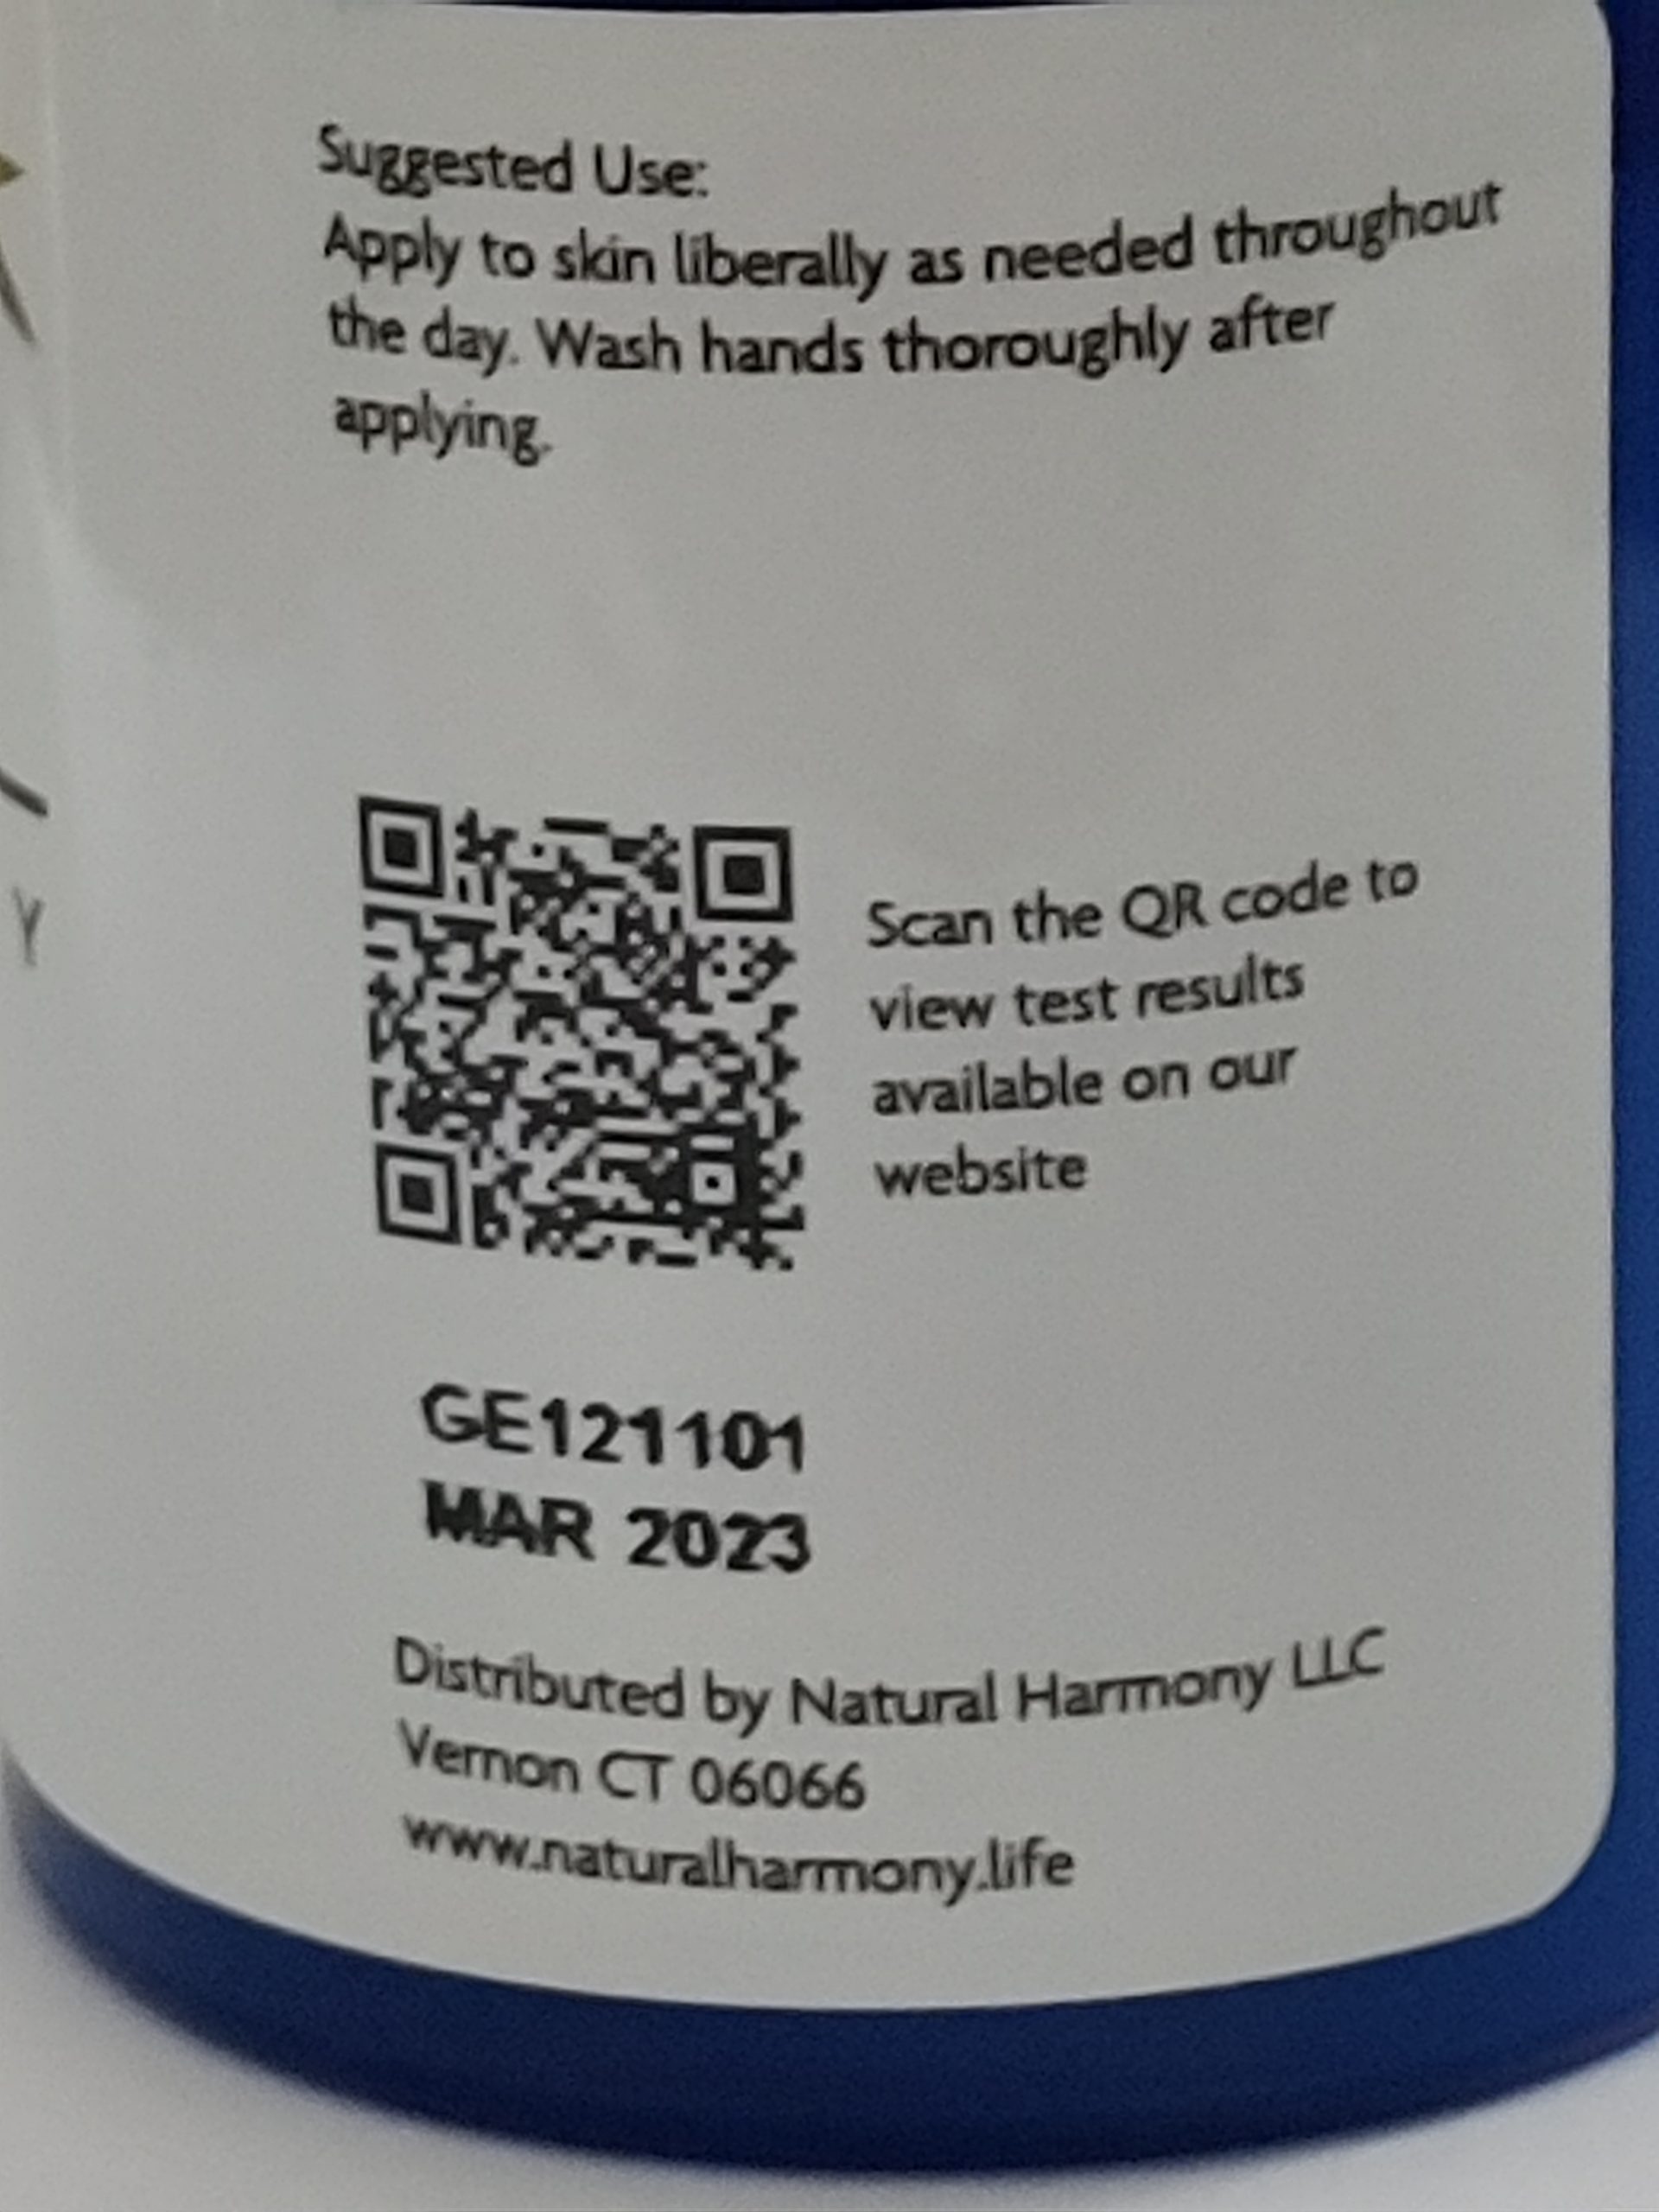 Suggested Use:
Apply to skin liberally as needed throughout
the day. Wash hands thoroughly after
applying.
Y
Scan the QR code to
view test results
available on our
website
GE121101
MAR 2023
Distributed by Natural Harmony LLC
Vernon CT 06066
www.naturalharmony.life